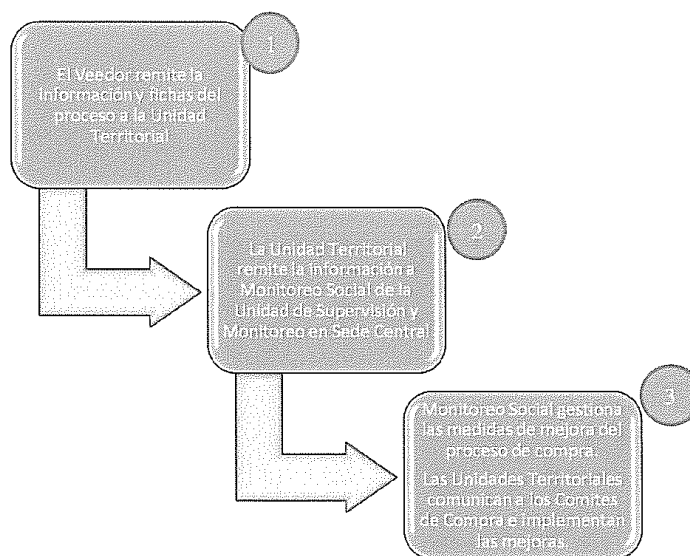 1
El Veedor remite la
información y fichas del
proceso a la Unidad
Territorial
2
La Unidad Territorial
remite la información a
Monitoreo Social de la
Unidad de Supervisión y
Monitoreo en Sede Central
3
Monitoreo Social gestiona
las medidas de mejora del
proceso de compra.
Las Unidades Territoriales
comunican a los Comités
de Compra e implementan
las mejoras.